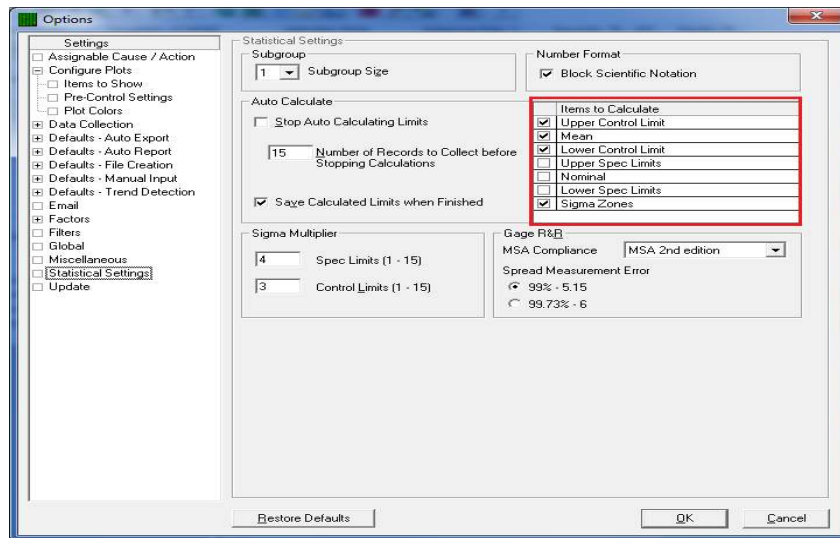 Options
Settings
Assignable Cause / Action
Configure Plots
Items to Show
Pre-Control Settings
Plot Colors
Data Collection
Defaults - Auto Export
Defaults - Auto Report
Defaults - File Creation
Defaults - Manual Input
Defaults - Trend Detection
Email
Factors
Filters
Global
Miscellaneous
Statistical Settings
Update
Statistical Settings
Subgroup
1 Subgroup Size
Number Format
Block Scientific Notation
Auto Calculate
Stop Auto Calculating Limits
15 Number of Records to Collect before
Stopping Calculations
Save Calculated Limits when Finished
Items to Calculate
Upper Control Limit
Mean
Lower Control Limit
Upper Spec Limits
Nominal
Lower Spec Limits
Sigma Zones
Sigma Multiplier
4 Spec Limits (1 - 15)
3 Control Limits (1 - 15)
Gage R&R
MSA Compliance MSA 2nd edition
Spread Measurement Error
99% - 5.15
99.73% - 6
Restore Defaults
OK
Cancel